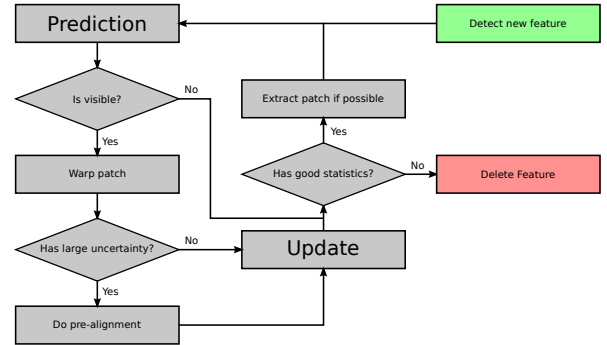 Prediction
Detect new feature
Is visible?
No
Extract patch if possible
Yes
Yes
Warp patch
Has good statistics?
No
Delete Feature
Has large uncertainty?
No
Update
Yes
Do pre-alignment